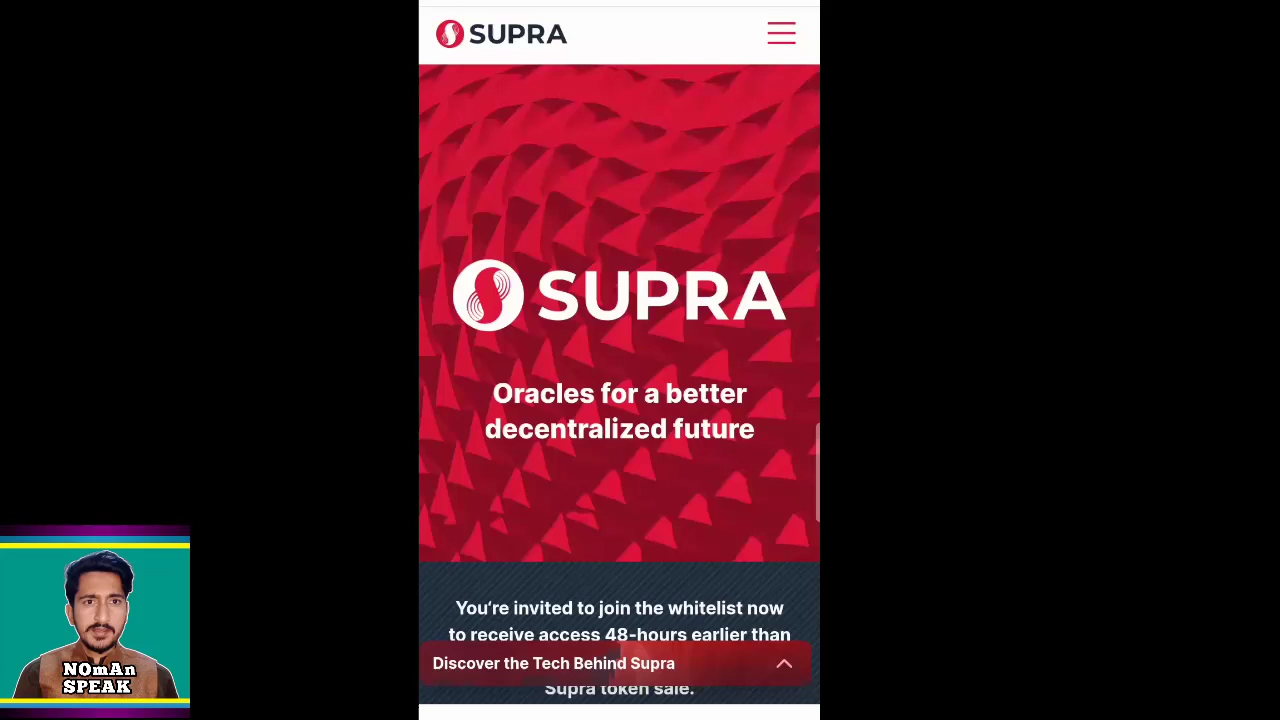 SUPRA
SUPRA
Oracles for a better
decentralized future
You‘re invited to join the whitelist now
to receive access 48-hours earlier than
Discover the Tech Behind Supra
Supra token sale.
NOmAn
SPEAK